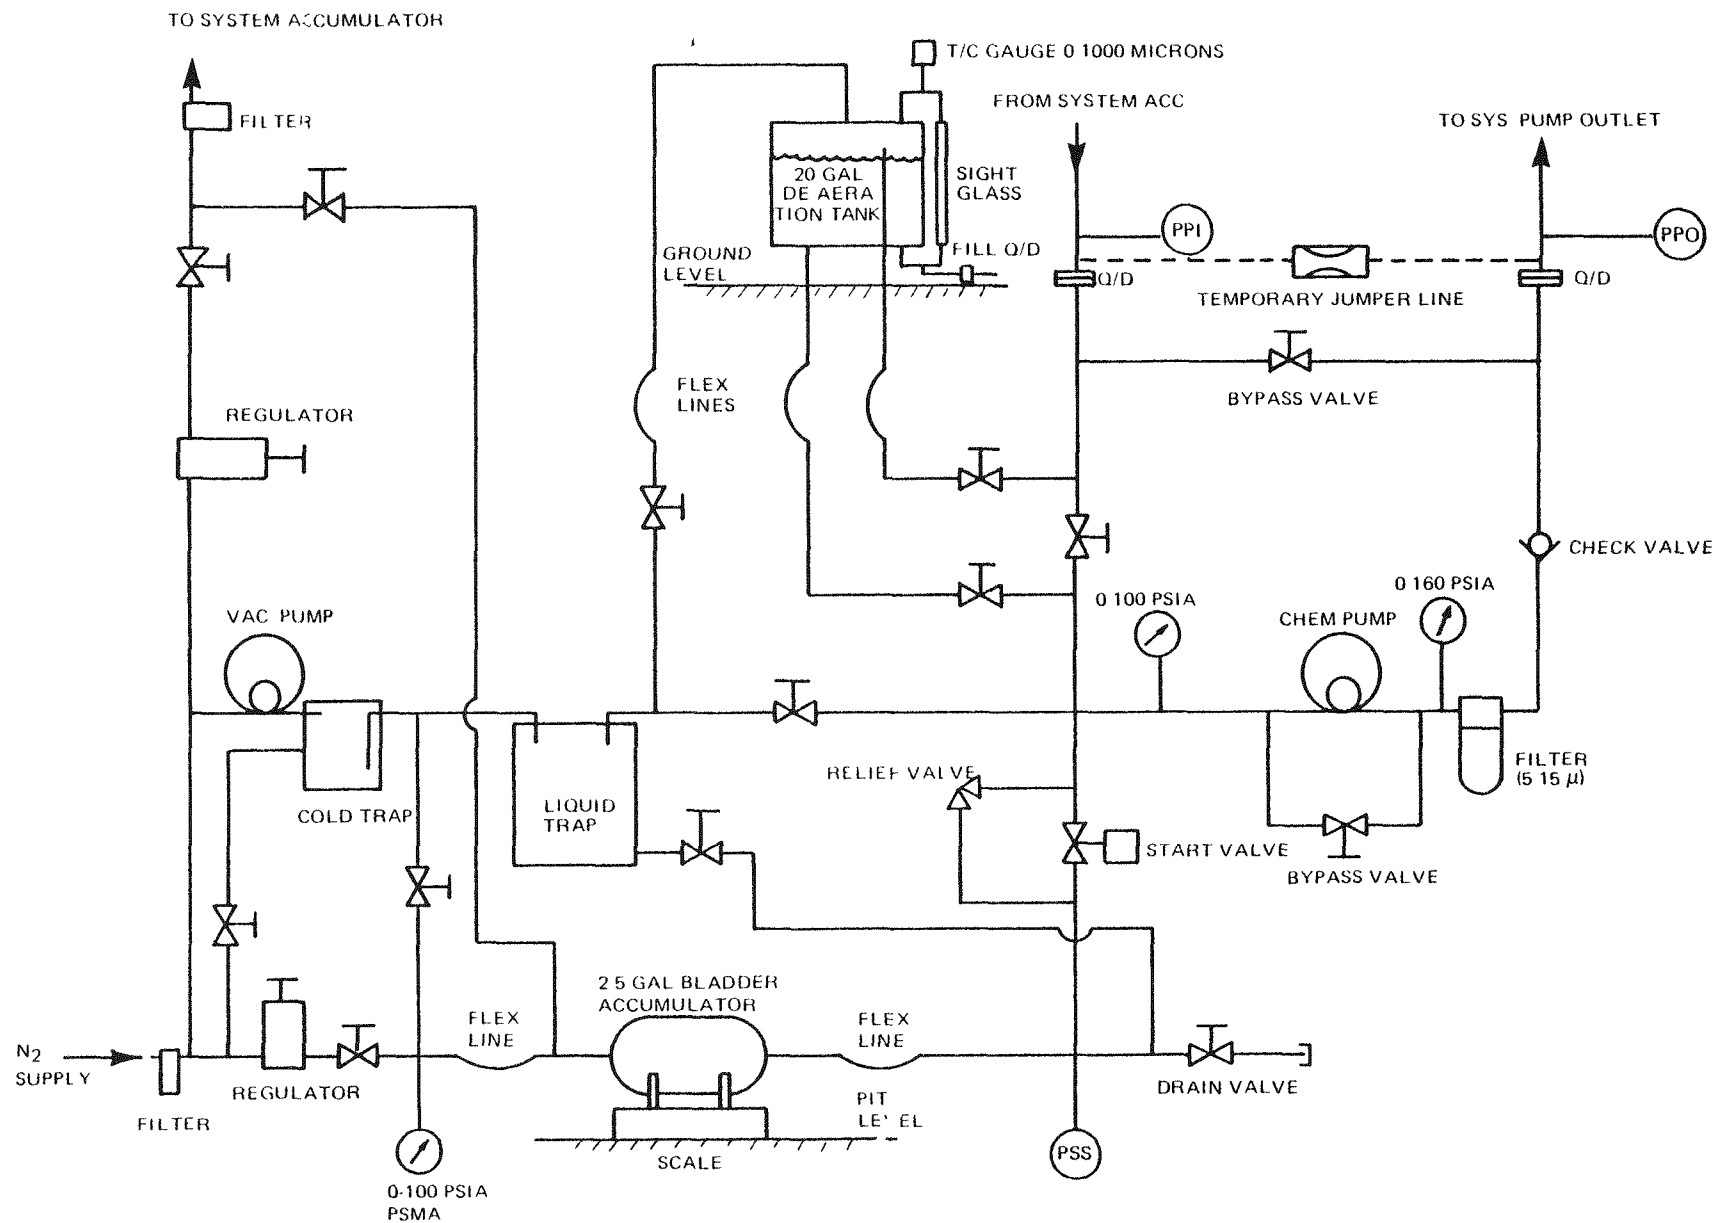 TO SYSTEM ACCUMULATOR
T/C GAUGE 0 1000 MICRONS
FROM SYSTEM ACC
TO SYS PUMP OUTLET
FILTER
20 GAL
DE AERA
TION TANK
SIGHT
GLASS
PPI
PPO
GROUND
LEVEL
FILL Q/D
Q/D
Q/D
TEMPORARY JUMPER LINE
FLEX
LINES
BYPASS VALVE
REGULATOR
CHECK VALVE
0 100 PSIA
0 160 PSIA
VAC PUMP
CHEM PUMP
FILTER
(5 15 μ)
RELIEF VALVE
COLD TRAP
LIQUID
TRAP
START VALVE
BYPASS VALVE
2 5 GAL BLADDER
ACCUMULATOR
FLEX
LINE
FLEX
LINE
N2
SUPPLY
REGULATOR
DRAIN VALVE
FILTER
PIT
LEVEL
SCALE
PSS
0-100 PSIA
PSMA